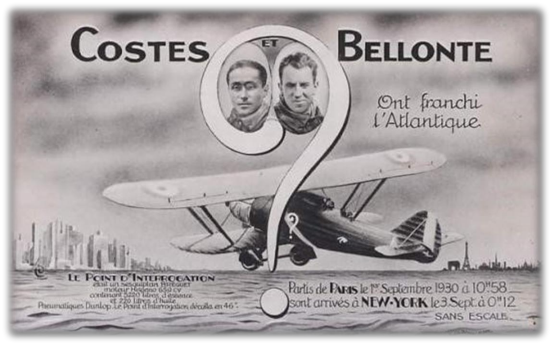 COSTES ET BELLONTE
Ont franchi
l'Atlantique
LE POINT D'INTERROGATION
était un sesquiplan BREGUET
moteur Hispano 650 CV
contenant 5220 litres d'essence
et 220 litres d'huile
Pneumatiques Dunlop. Le Point d'Interrogation décolla en 46"
Partis de PARIS le 1er Septembre 1930 à 10H58
sont arrivés à NEW-YORK le 3 Sept. à 0H12
SANS ESCALE